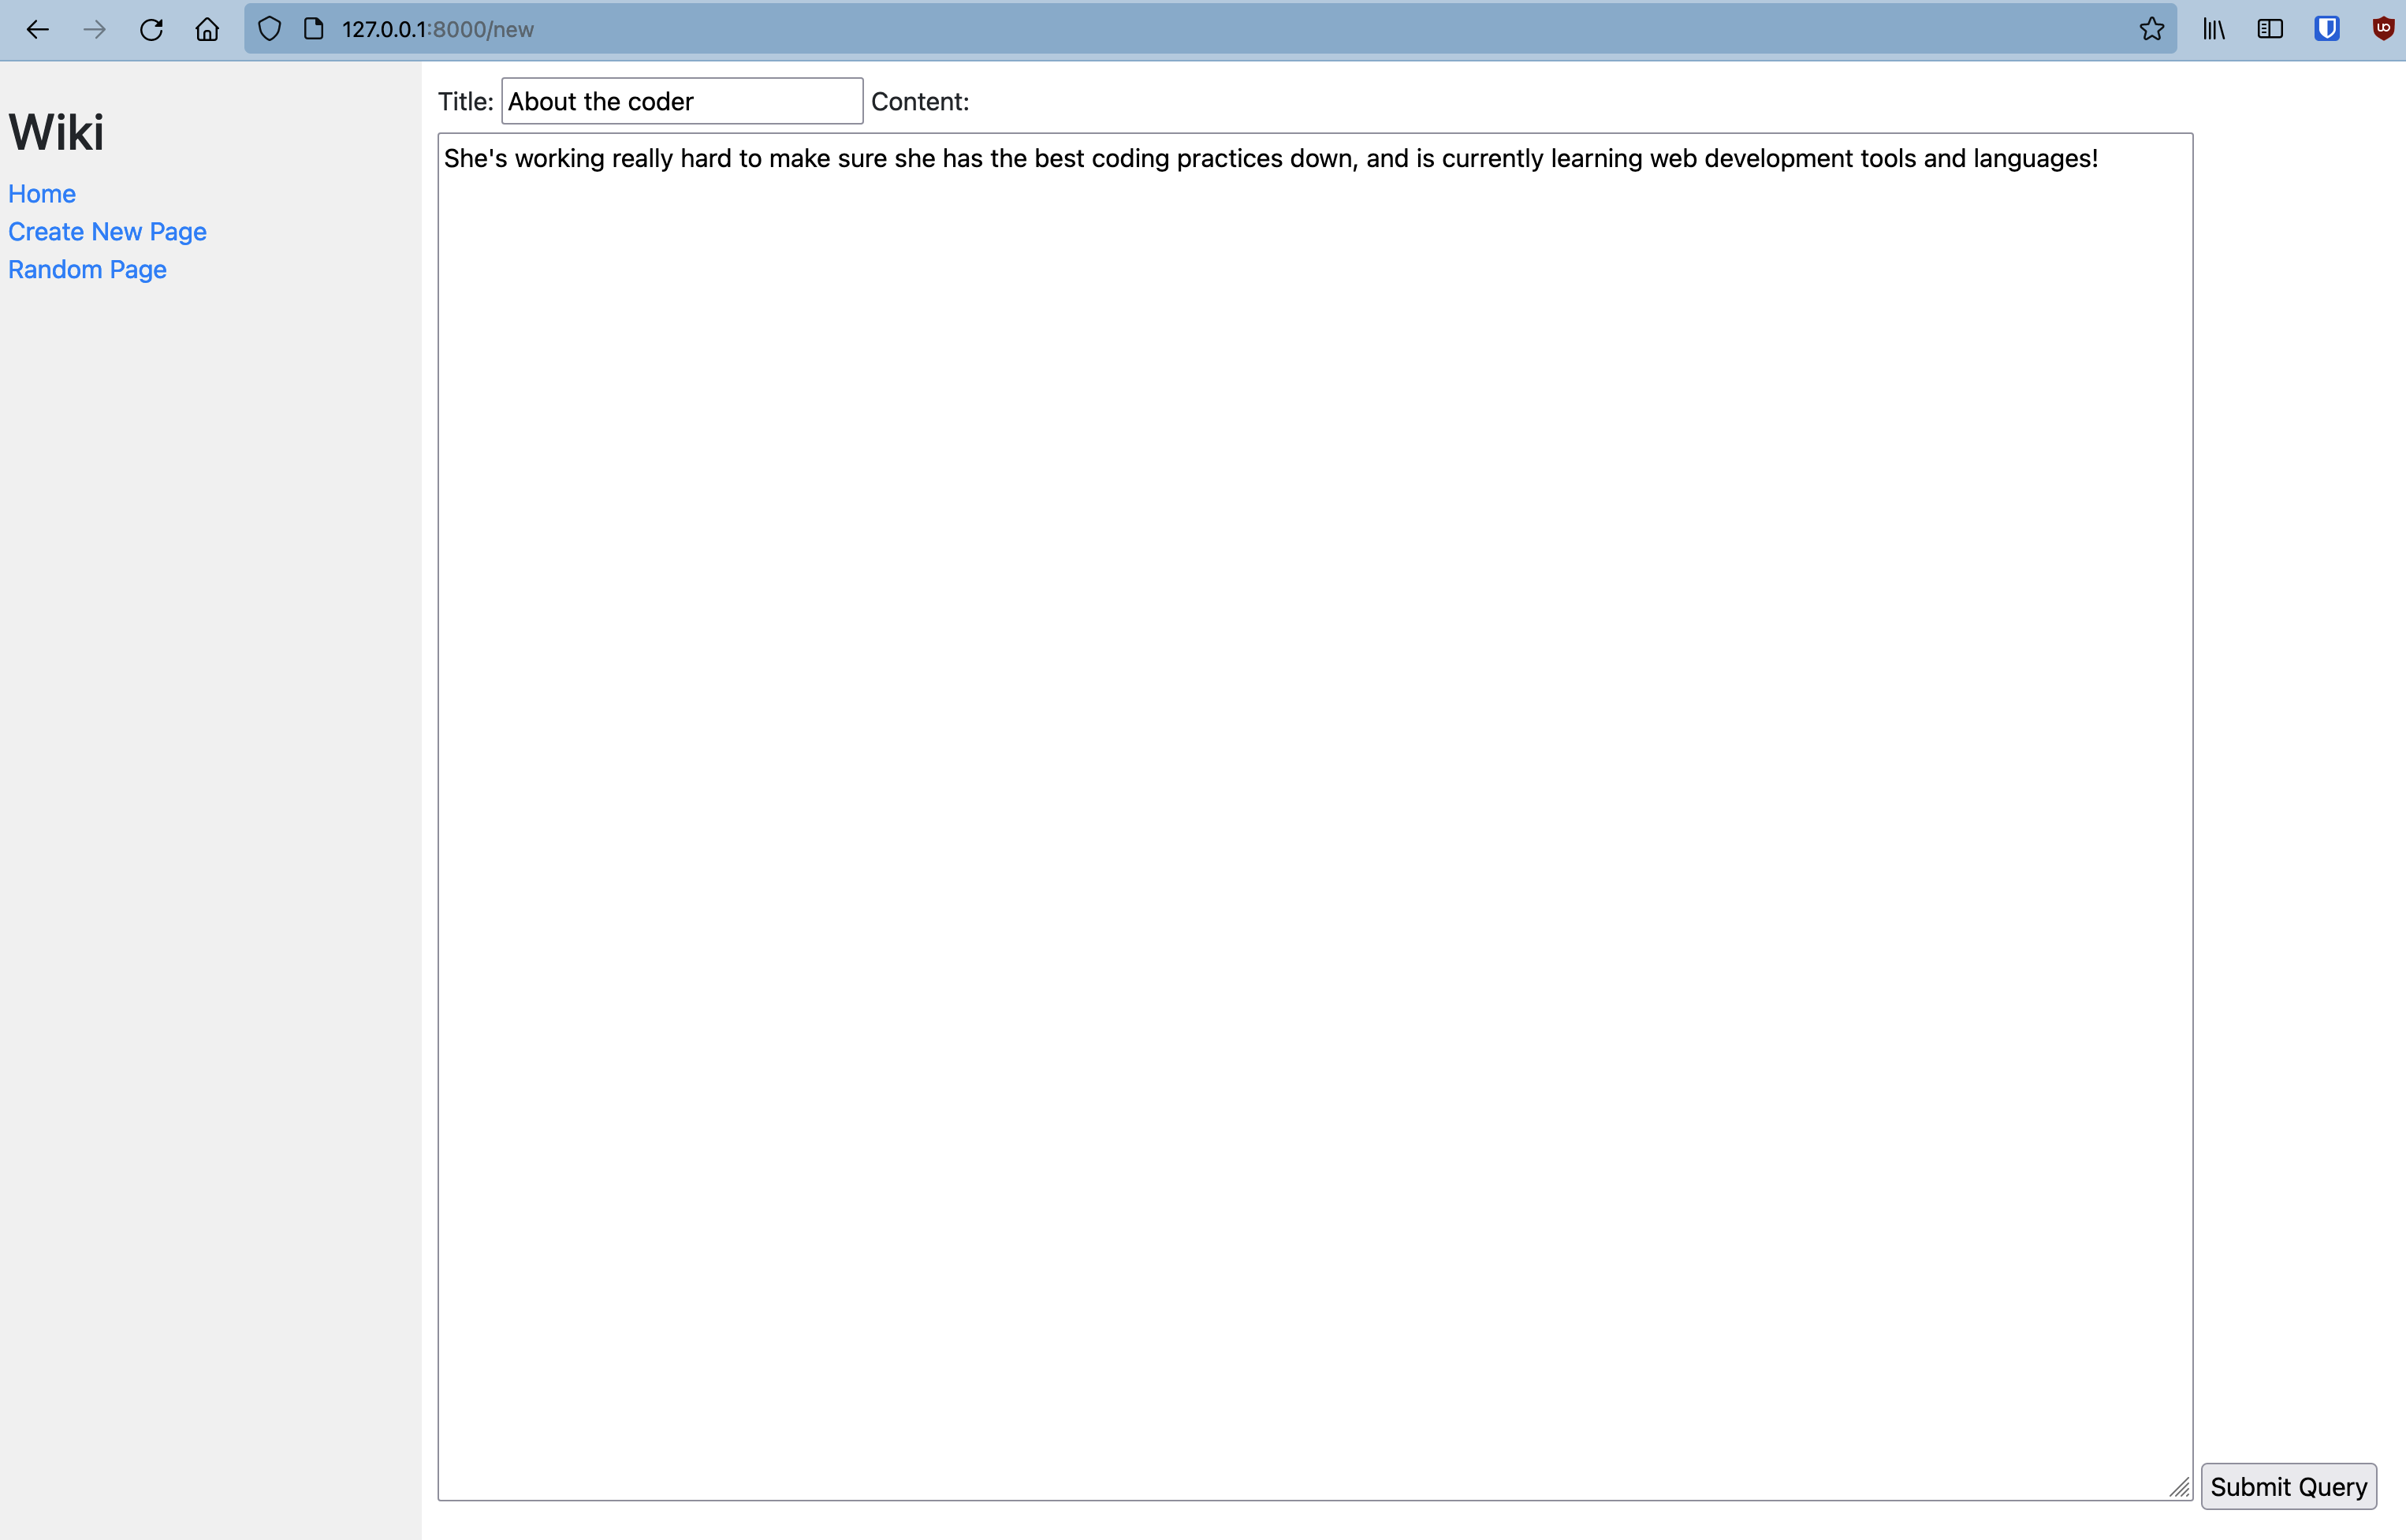 127.0.0.1:8000/new
Wiki
Home
Create New Page
Random Page
Title: About the coder Content:
She's working really hard to make sure she has the best coding practices down, and is currently learning web development tools and languages!
Submit Query